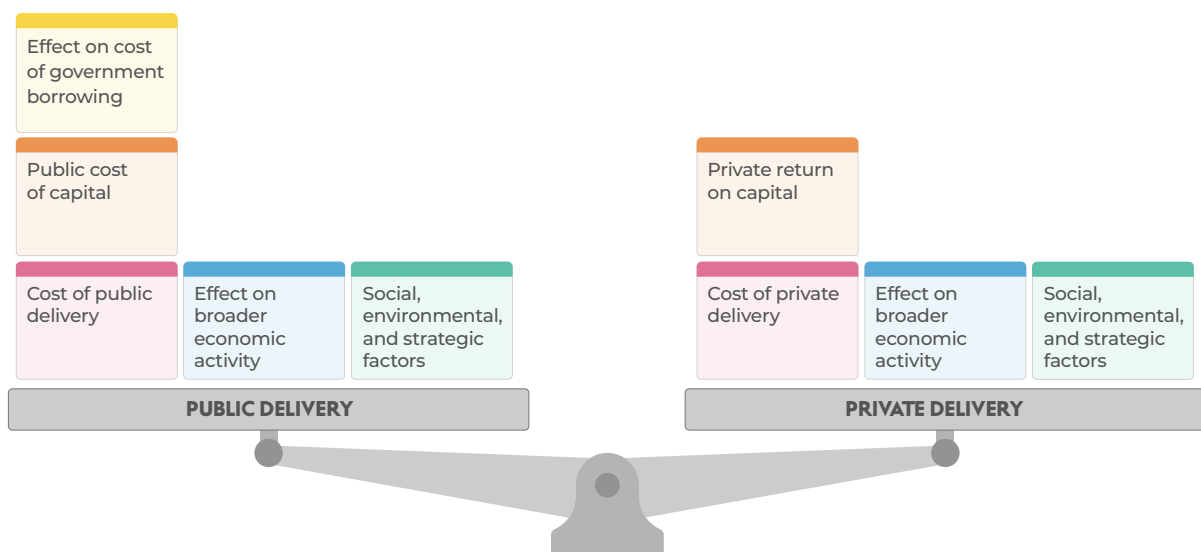 Effect on cost
of government
borrowing
Public cost
of capital
Private return
on capital
Cost of public
delivery
Effect on
broader
economic
activity
Social,
environmental,
and strategic
factors
Cost of private
delivery
Effect on
broader
economic
activity
Social,
environmental,
and strategic
factors
PUBLIC DELIVERY
PRIVATE DELIVERY